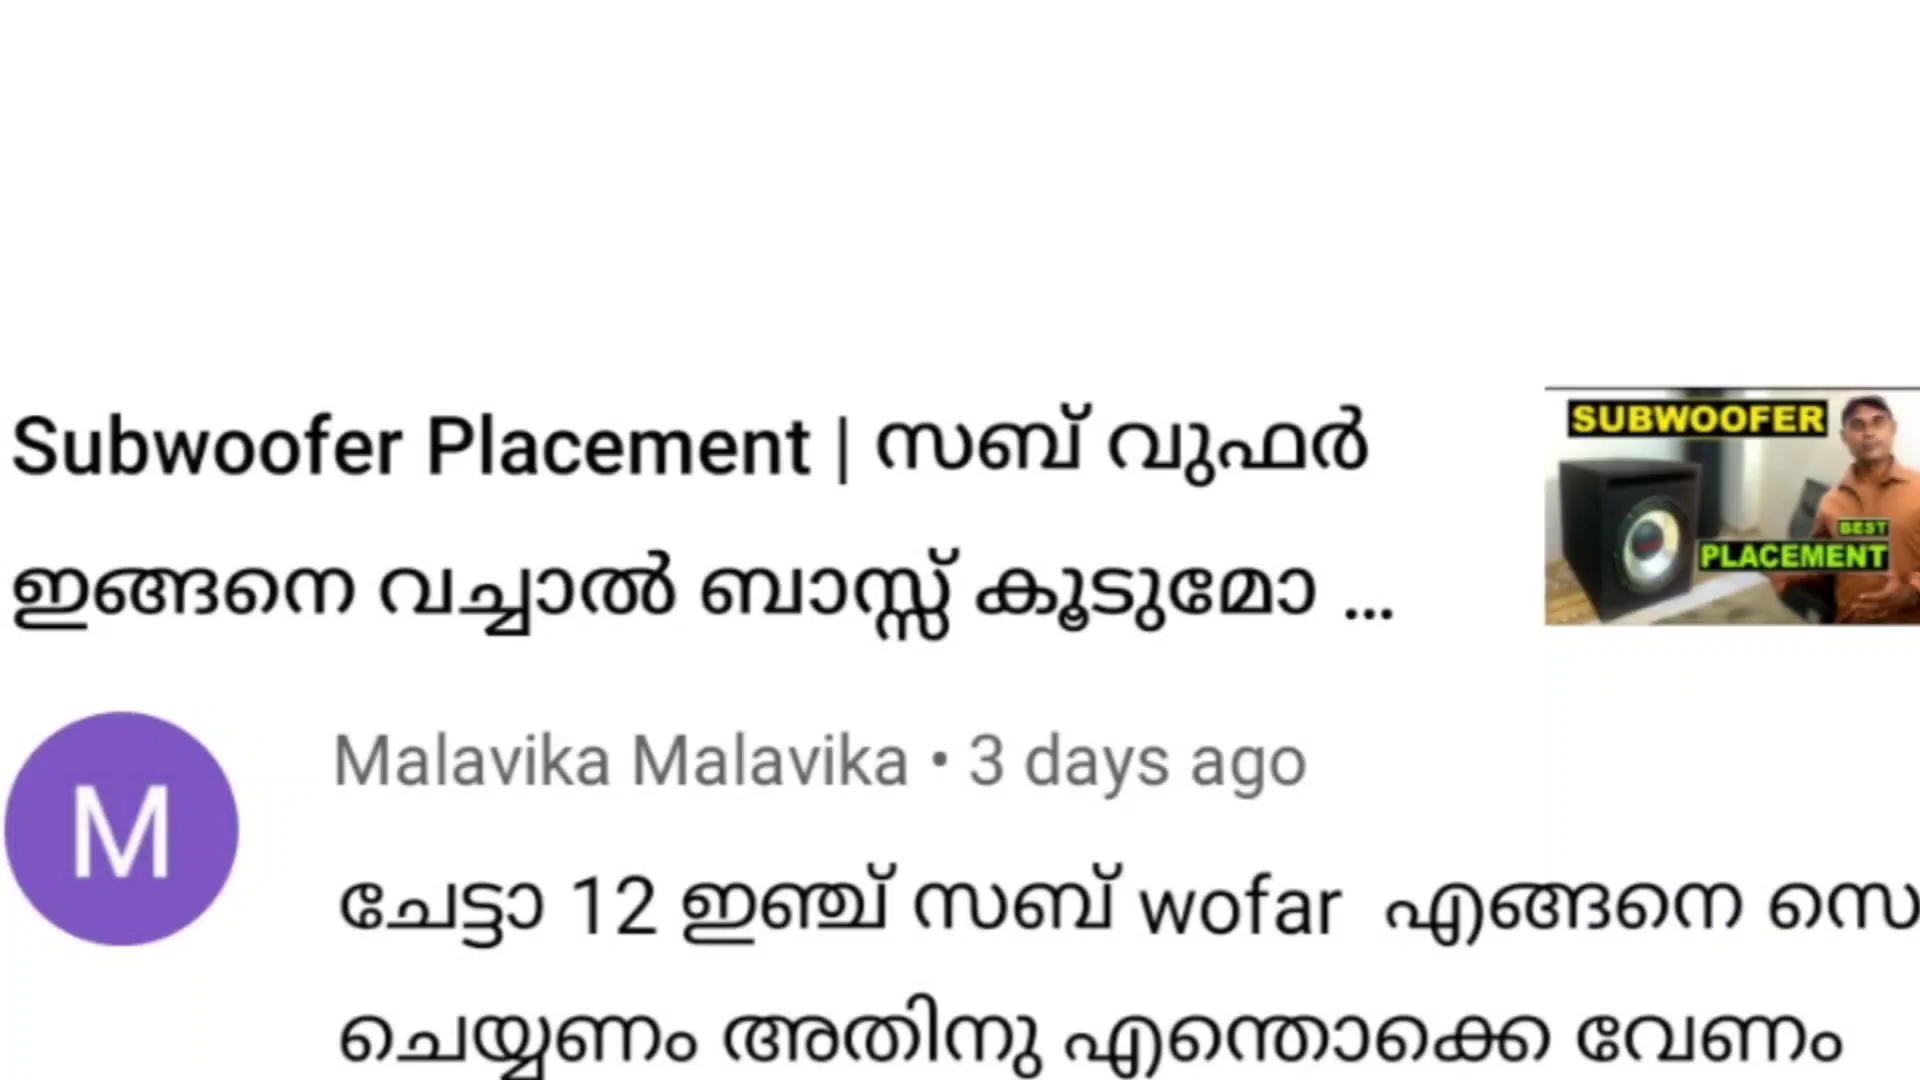 Subwoofer Placement | സബ് വുഫർ
ഇങ്ങനെ വച്ചാൽ ബാസ്സ് കൂടുമോ ...
SUBWOOFER
BEST
PLACEMENT
M
Malavika Malavika • 3 days ago
ചേട്ടാ 12 ഇഞ്ച് സബ് wofar എങ്ങനെ സെ
ചെയ്യണം അതിനു എന്തൊക്കെ വേണം